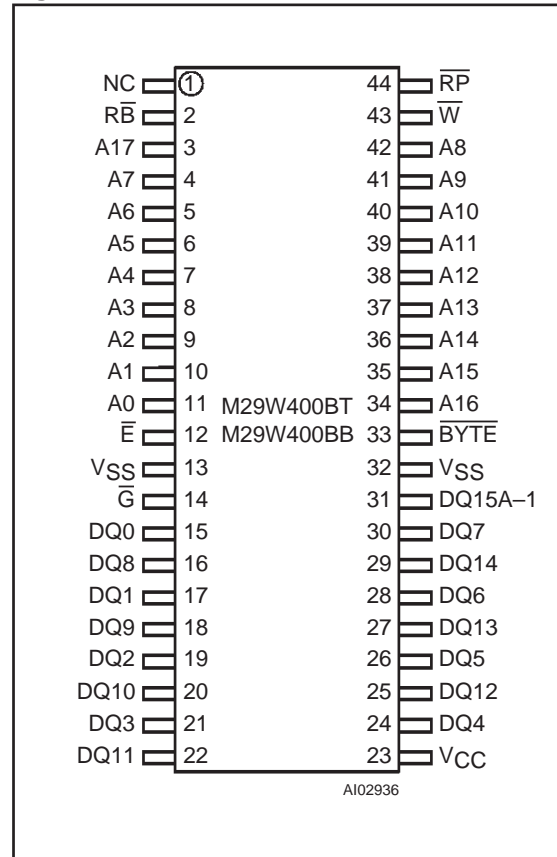 NC 1 44 R̅P̅
RB̅ 2 43 W̅
A17 3 42 A8
A7 4 41 A9
A6 5 40 A10
A5 6 39 A11
A4 7 38 A12
A3 8 37 A13
A2 9 36 A14
A1 10 35 A15
A0 11 M29W400BT 34 A16
E̅ 12 M29W400BB 33 B̅Y̅T̅E̅
VSS 13 32 VSS
G̅ 14 31 DQ15A–1
DQ0 15 30 DQ7
DQ8 16 29 DQ14
DQ1 17 28 DQ6
DQ9 18 27 DQ13
DQ2 19 26 DQ5
DQ10 20 25 DQ12
DQ3 21 24 DQ4
DQ11 22 23 VCC
AI02936